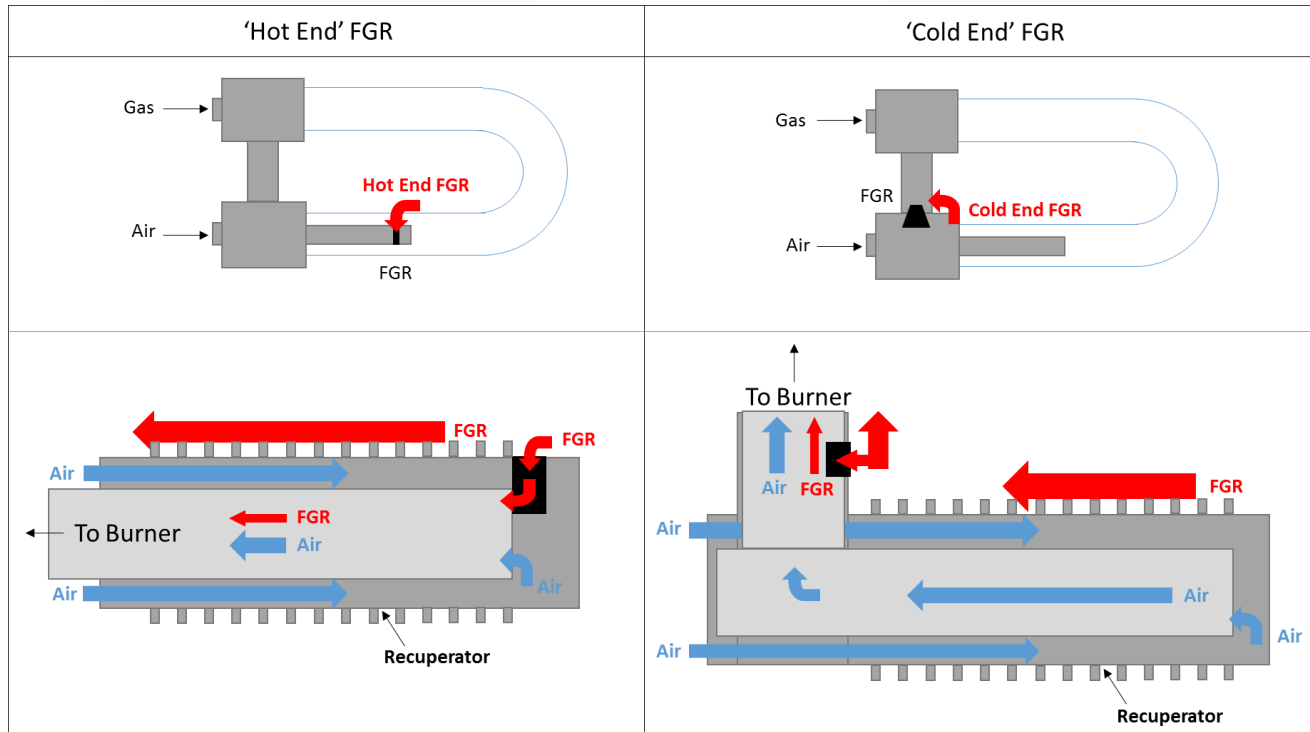 'Hot End' FGR
'Cold End' FGR
Gas
Hot End FGR
Air
FGR
Gas
FGR
Cold End FGR
Air
FGR
FGR
Air
To Burner
FGR
Air
Air
Air
Recuperator
To Burner
Air
FGR
FGR
Air
Air
Air
Air
Recuperator